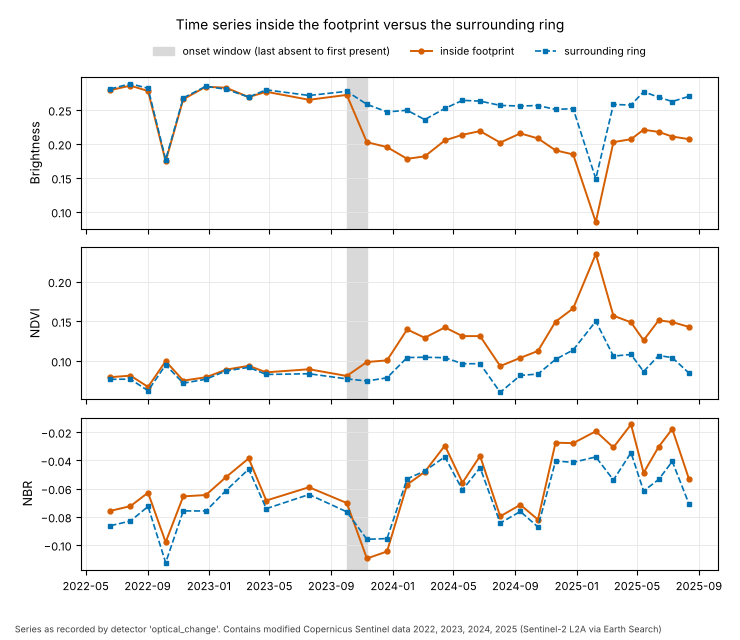 Time series inside the footprint versus the surrounding ring
onset window (last absent to first present) inside footprint surrounding ring
Brightness
0.25
0.20
0.15
0.10
NDVI
0.20
0.15
0.10
NBR
−0.02
−0.04
−0.06
−0.08
−0.10
2022-05 2022-09 2023-01 2023-05 2023-09 2024-01 2024-05 2024-09 2025-01 2025-05 2025-09
Series as recorded by detector 'optical_change'. Contains modified Copernicus Sentinel data 2022, 2023, 2024, 2025 (Sentinel-2 L2A via Earth Search)